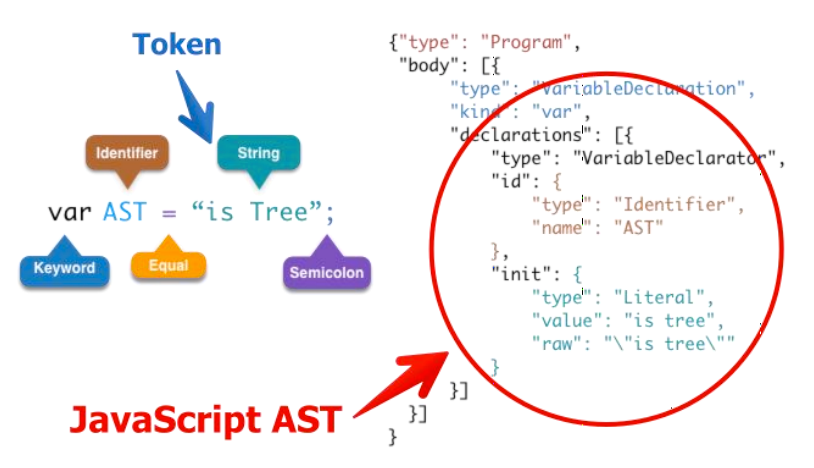 Token
Identifier
String
var AST = “is Tree”;
Keyword
Equal
Semicolon
JavaScript AST
{"type": "Program",
"body": [{
"type": "VariableDeclaration",
"kind": "var",
"declarations": [{
"type": "VariableDeclarator",
"id": {
"type": "Identifier",
"name": "AST"
},
"init": {
"type": "Literal",
"value": "is tree",
"raw": "\"is tree\""
}
}]
}]
}